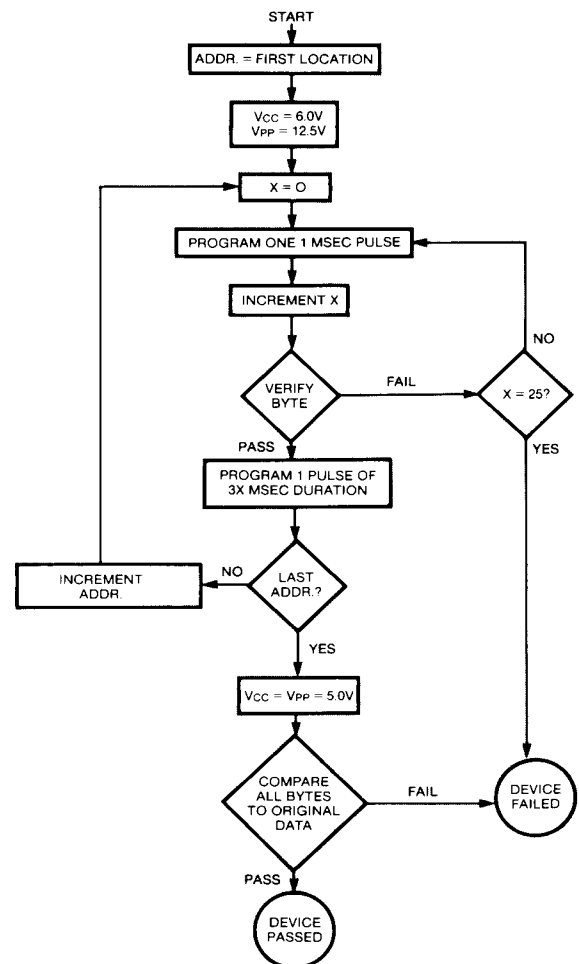 START
ADDR. = FIRST LOCATION
VCC = 6.0V
VPP = 12.5V
X = O
PROGRAM ONE 1 MSEC PULSE
INCREMENT X
NO
VERIFY
BYTE
FAIL
X = 25?
PASS
YES
PROGRAM 1 PULSE OF
3X MSEC DURATION
INCREMENT
ADDR.
NO
LAST
ADDR.?
YES
VCC = VPP = 5.0V
COMPARE
ALL BYTES
TO ORIGINAL
DATA
FAIL
DEVICE
FAILED
PASS
DEVICE
PASSED